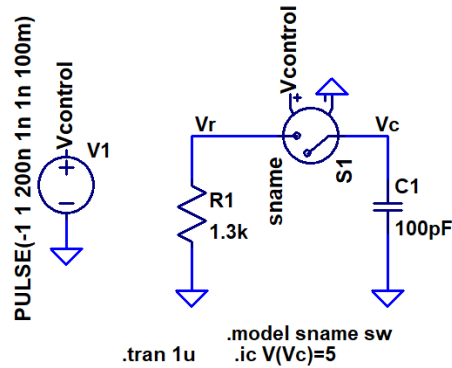 PULSE(-1 1 200n 1n 1n 100m)
Vcontrol
+
V1
−
Vcontrol
+
-
Vr
Vc
sname
S1
R1
1.3k
C1
100pF
.model sname sw
.tran 1u
.ic V(Vc)=5